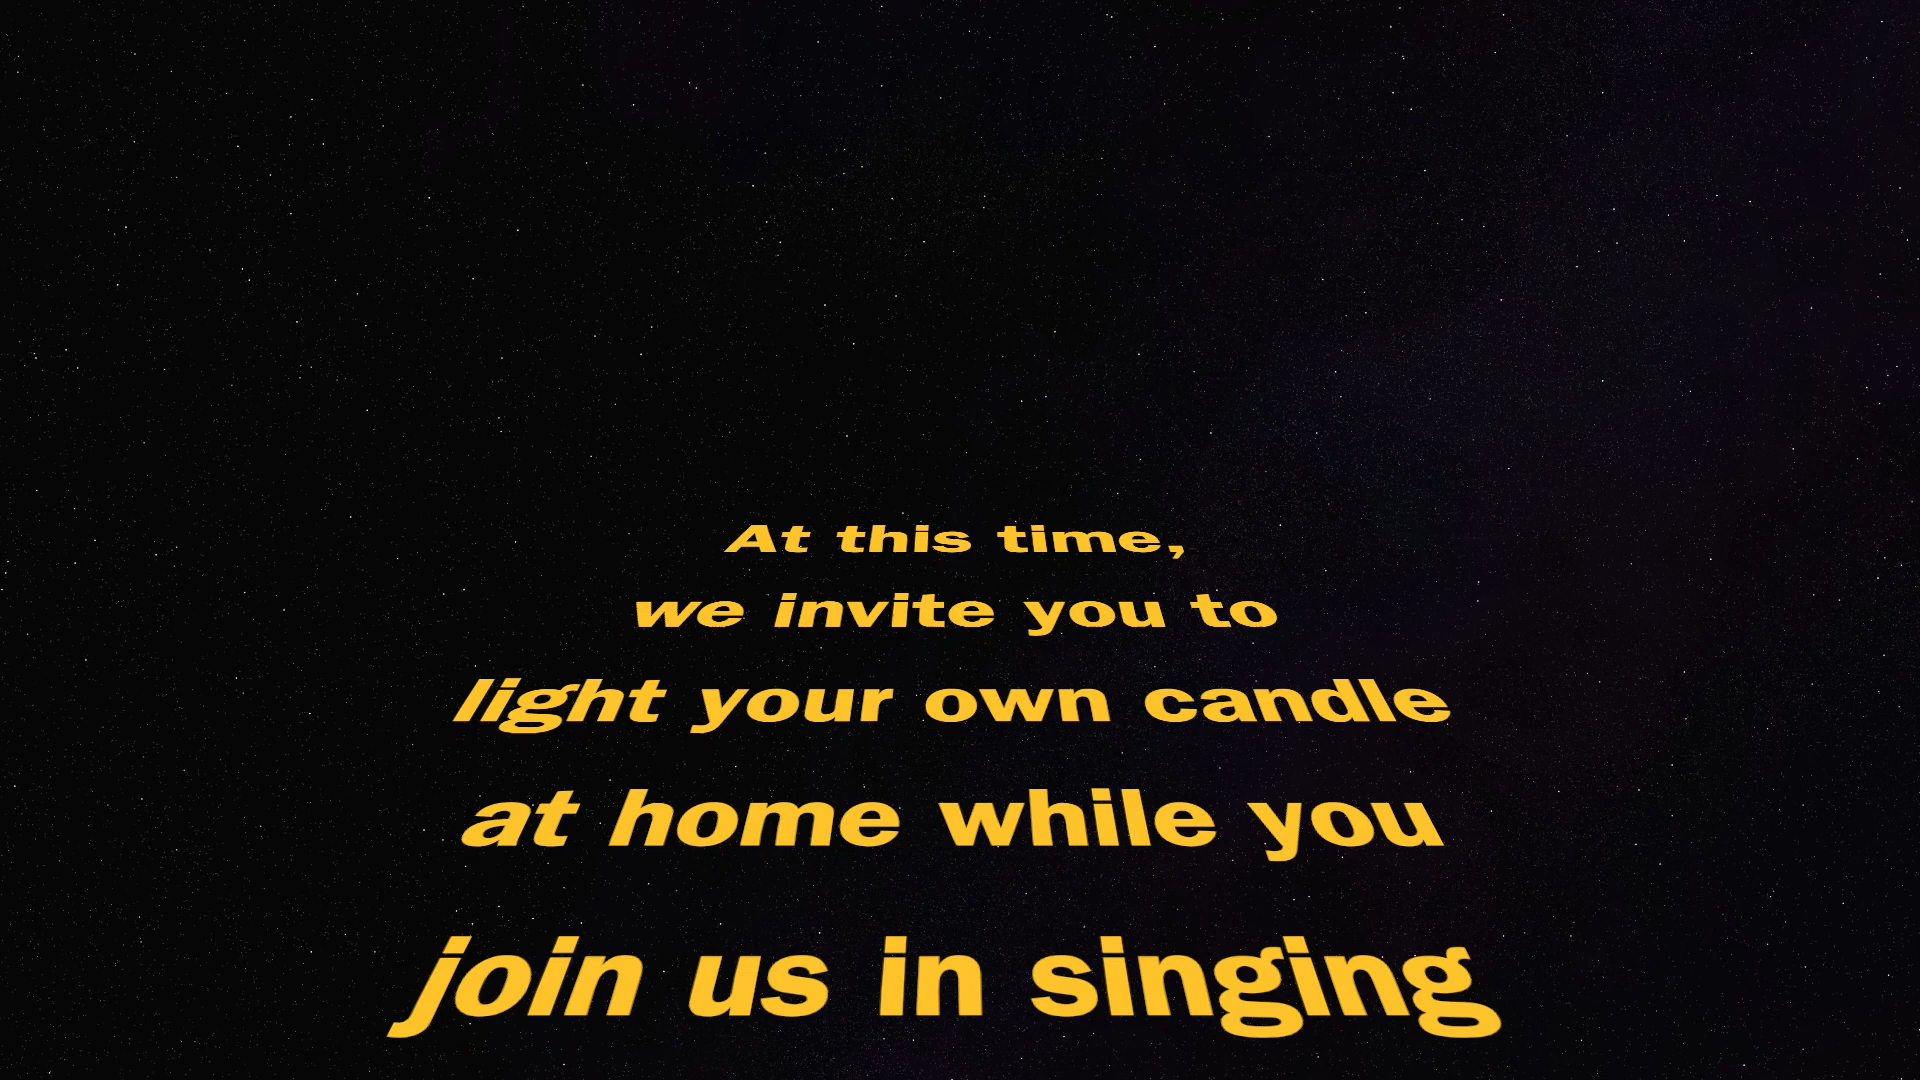 At this time,
we invite you to
light your own candle
at home while you
join us in singing